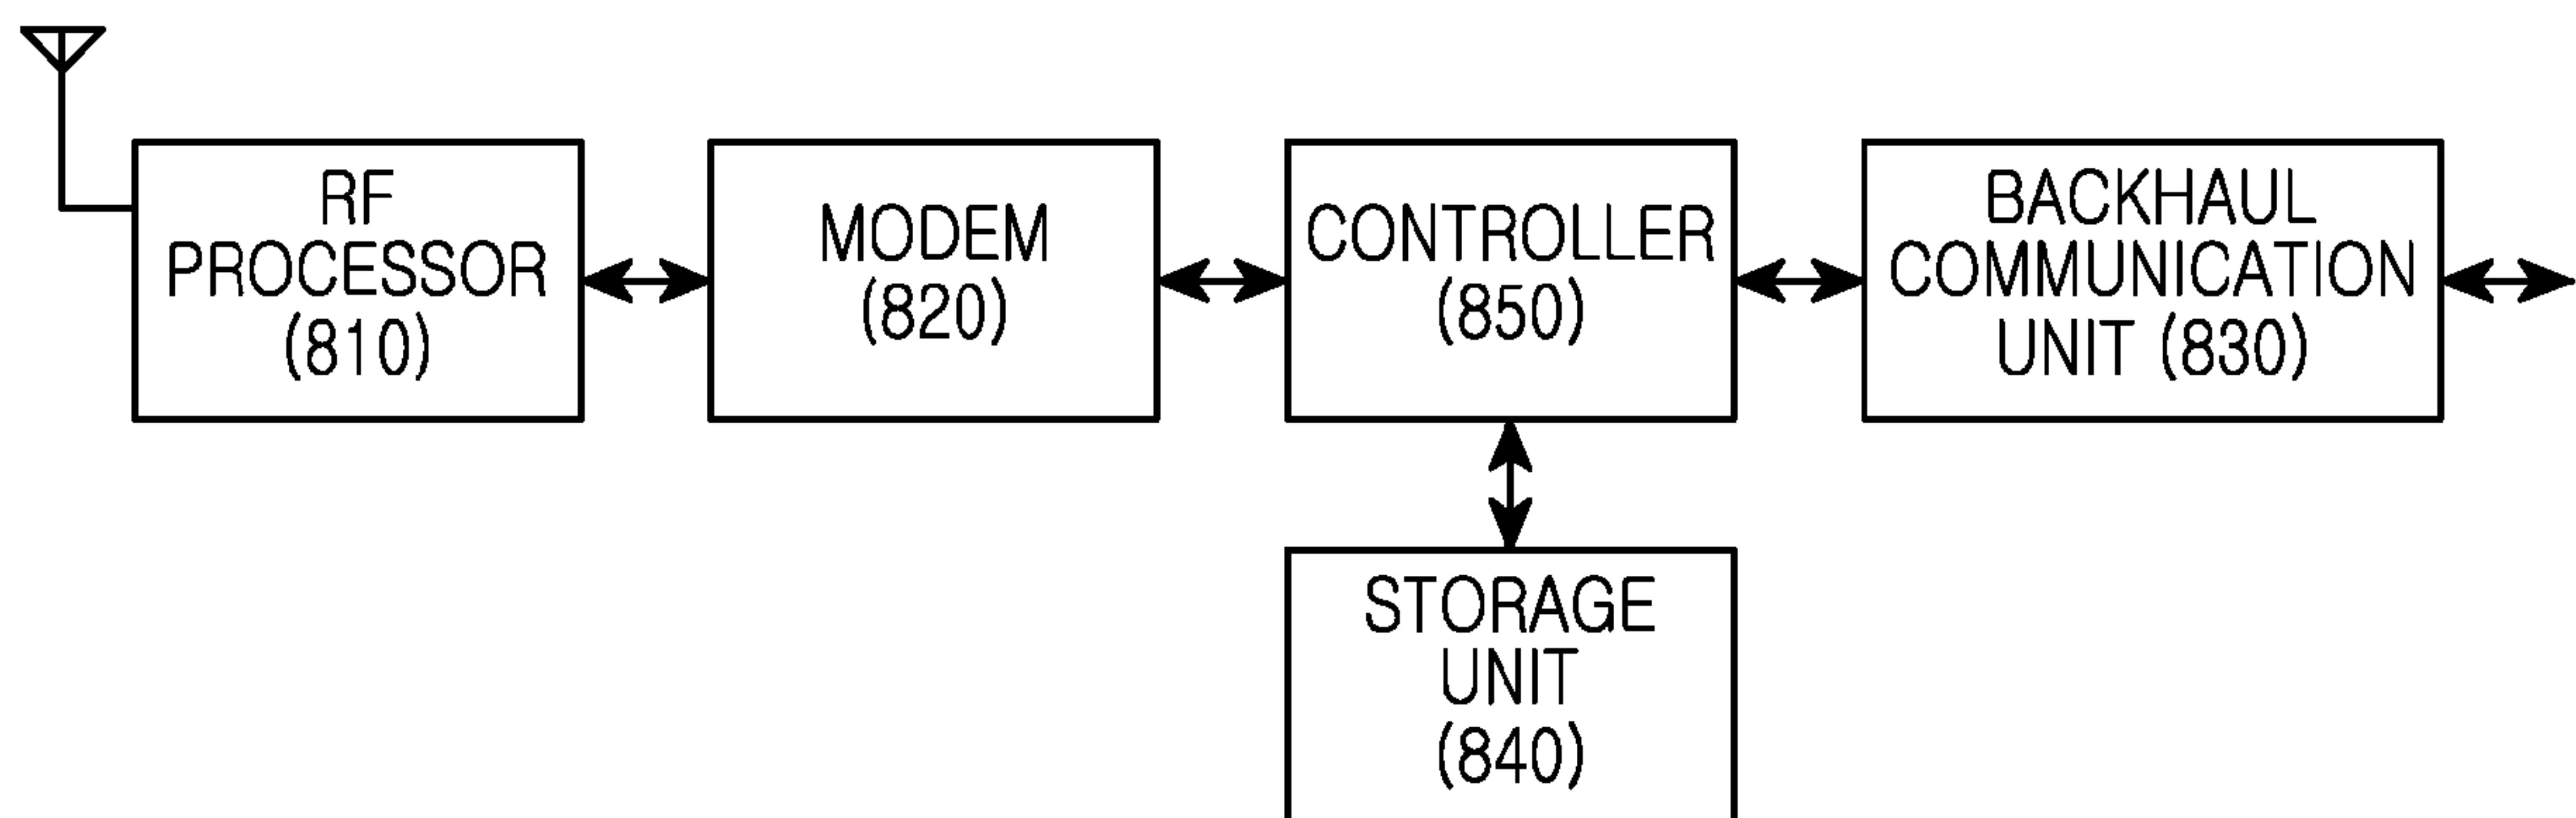 RF
PROCESSOR
(810)
MODEM
(820)
CONTROLLER
(850)
BACKHAUL
COMMUNICATION
UNIT (830)
STORAGE
UNIT
(840)